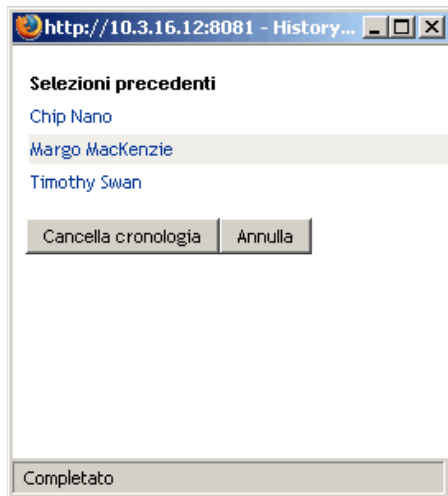 http://10.3.16.12:8081 - History...
Selezioni precedenti
Chip Nano
Margo MacKenzie
Timothy Swan
Cancella cronologia Annulla
Completato